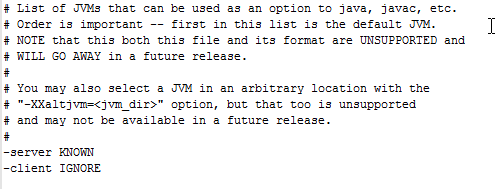 # List of JVMs that can be used as an option to java, javac, etc.
# Order is important -- first in this list is the default JVM.
# NOTE that this both this file and its format are UNSUPPORTED and
# WILL GO AWAY in a future release.
#
# You may also select a JVM in an arbitrary location with the
# "-XXaltjvm=<jvm_dir>" option, but that too is unsupported
# and may not be available in a future release.
#
-server KNOWN
-client IGNORE